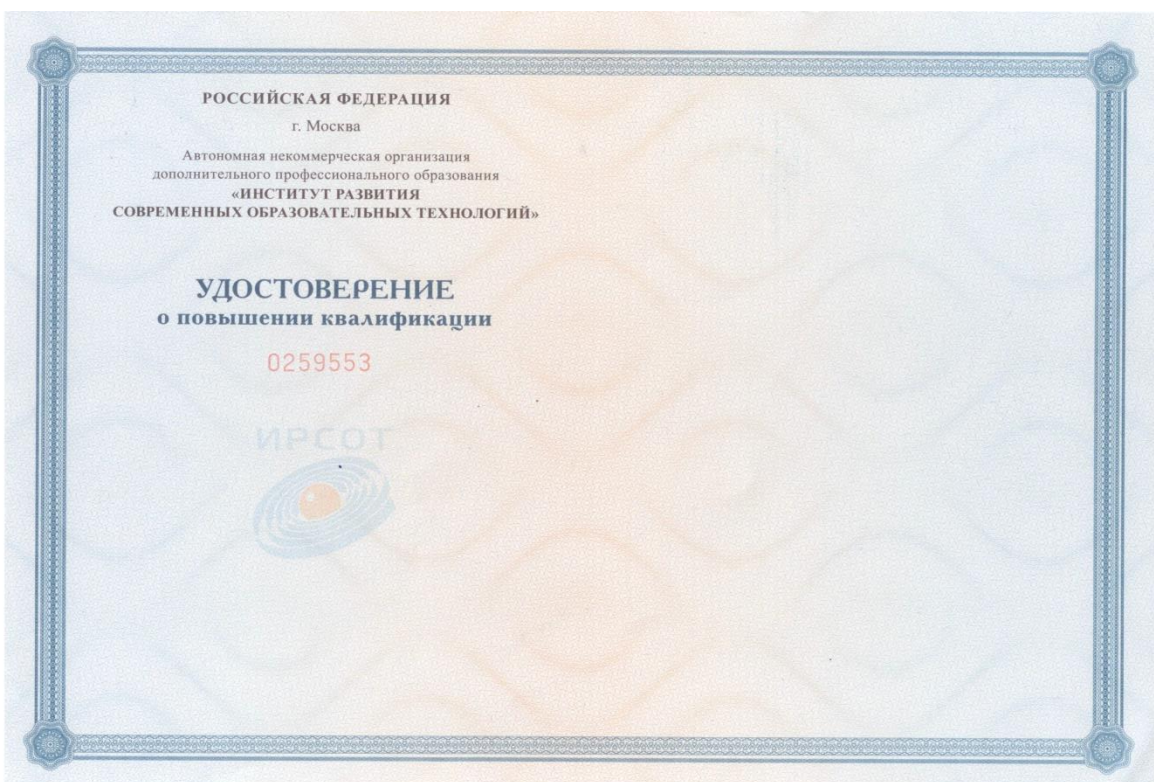 РОССИЙСКАЯ ФЕДЕРАЦИЯ
г. Москва
Автономная некоммерческая организация
дополнительного профессионального образования
«ИНСТИТУТ РАЗВИТИЯ
СОВРЕМЕННЫХ ОБРАЗОВАТЕЛЬНЫХ ТЕХНОЛОГИЙ»
УДОСТОВЕРЕНИЕ
о повышении квалификации
0259553
ИРСОТ